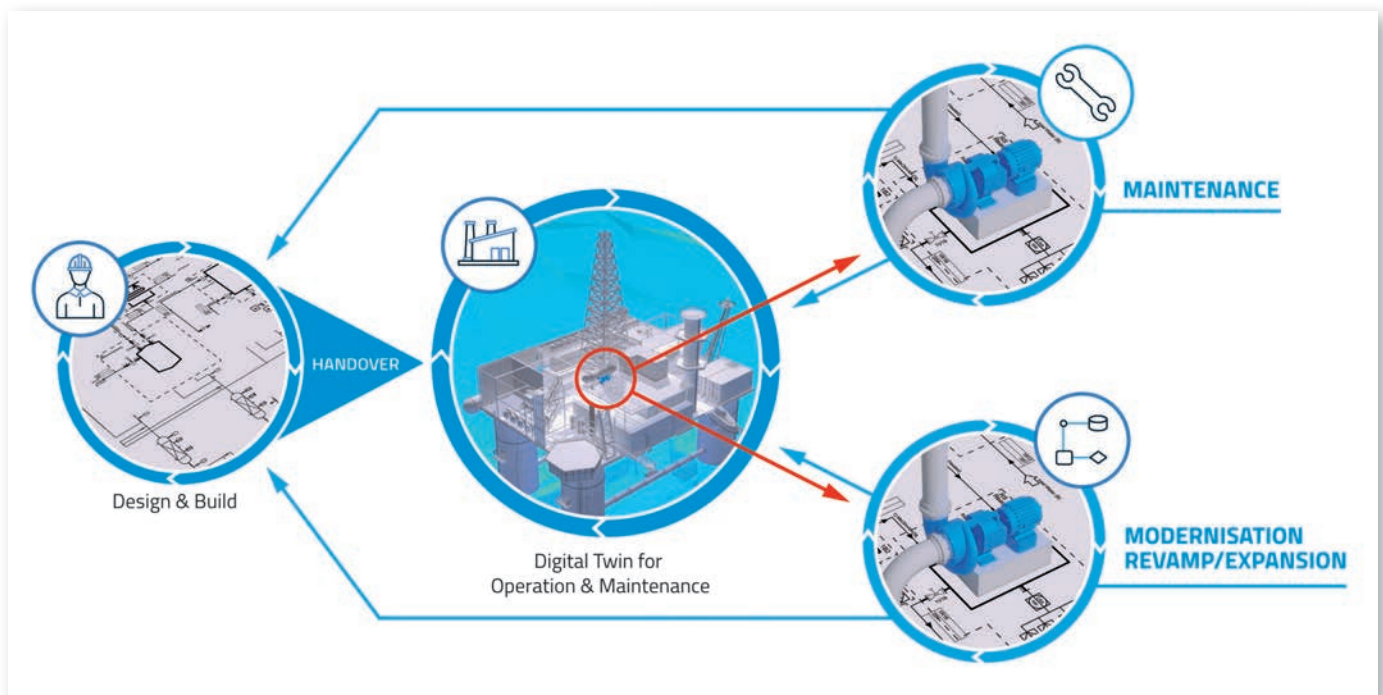 MAINTENANCE
HANDOVER
Design & Build
Digital Twin for
Operation & Maintenance
MODERNISATION
REVAMP/EXPANSION